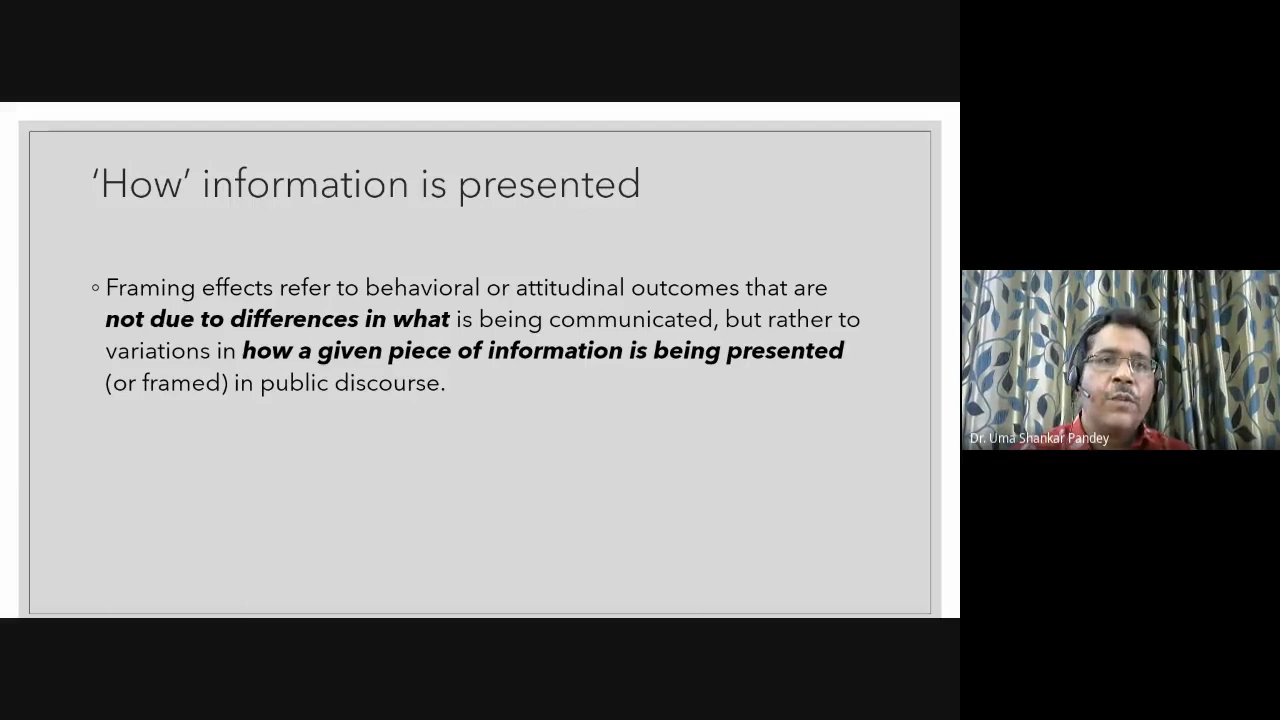 ‘How’ information is presented
◦ Framing effects refer to behavioral or attitudinal outcomes that are
not due to differences in what is being communicated, but rather to
variations in how a given piece of information is being presented
(or framed) in public discourse.
Dr. Uma Shankar Pandey